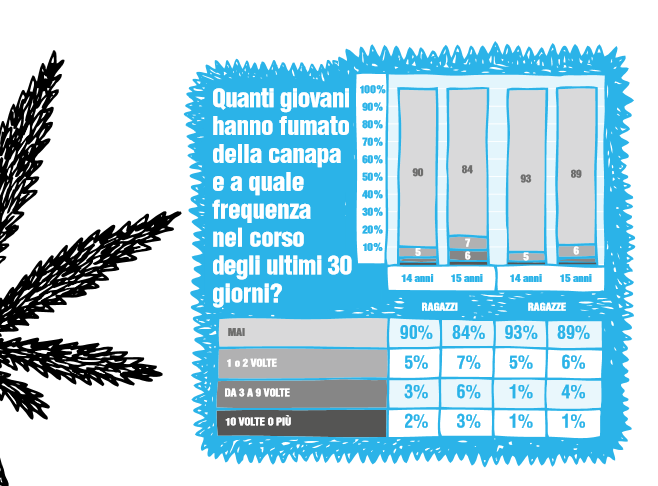 Quanti giovani
hanno fumato
della canapa
e a quale
frequenza
nel corso
degli ultimi 30
giorni?
100%
90%
80%
70%
60%
50%
40%
30%
20%
10%
90
84
93
89
5
7
6
5
6
14 anni 15 anni 14 anni 15 anni
RAGAZZI RAGAZZE
MAI 90% 84% 93% 89%
1 o 2 VOLTE 5% 7% 5% 6%
DA 3 A 9 VOLTE 3% 6% 1% 4%
10 VOLTE O PIÙ 2% 3% 1% 1%